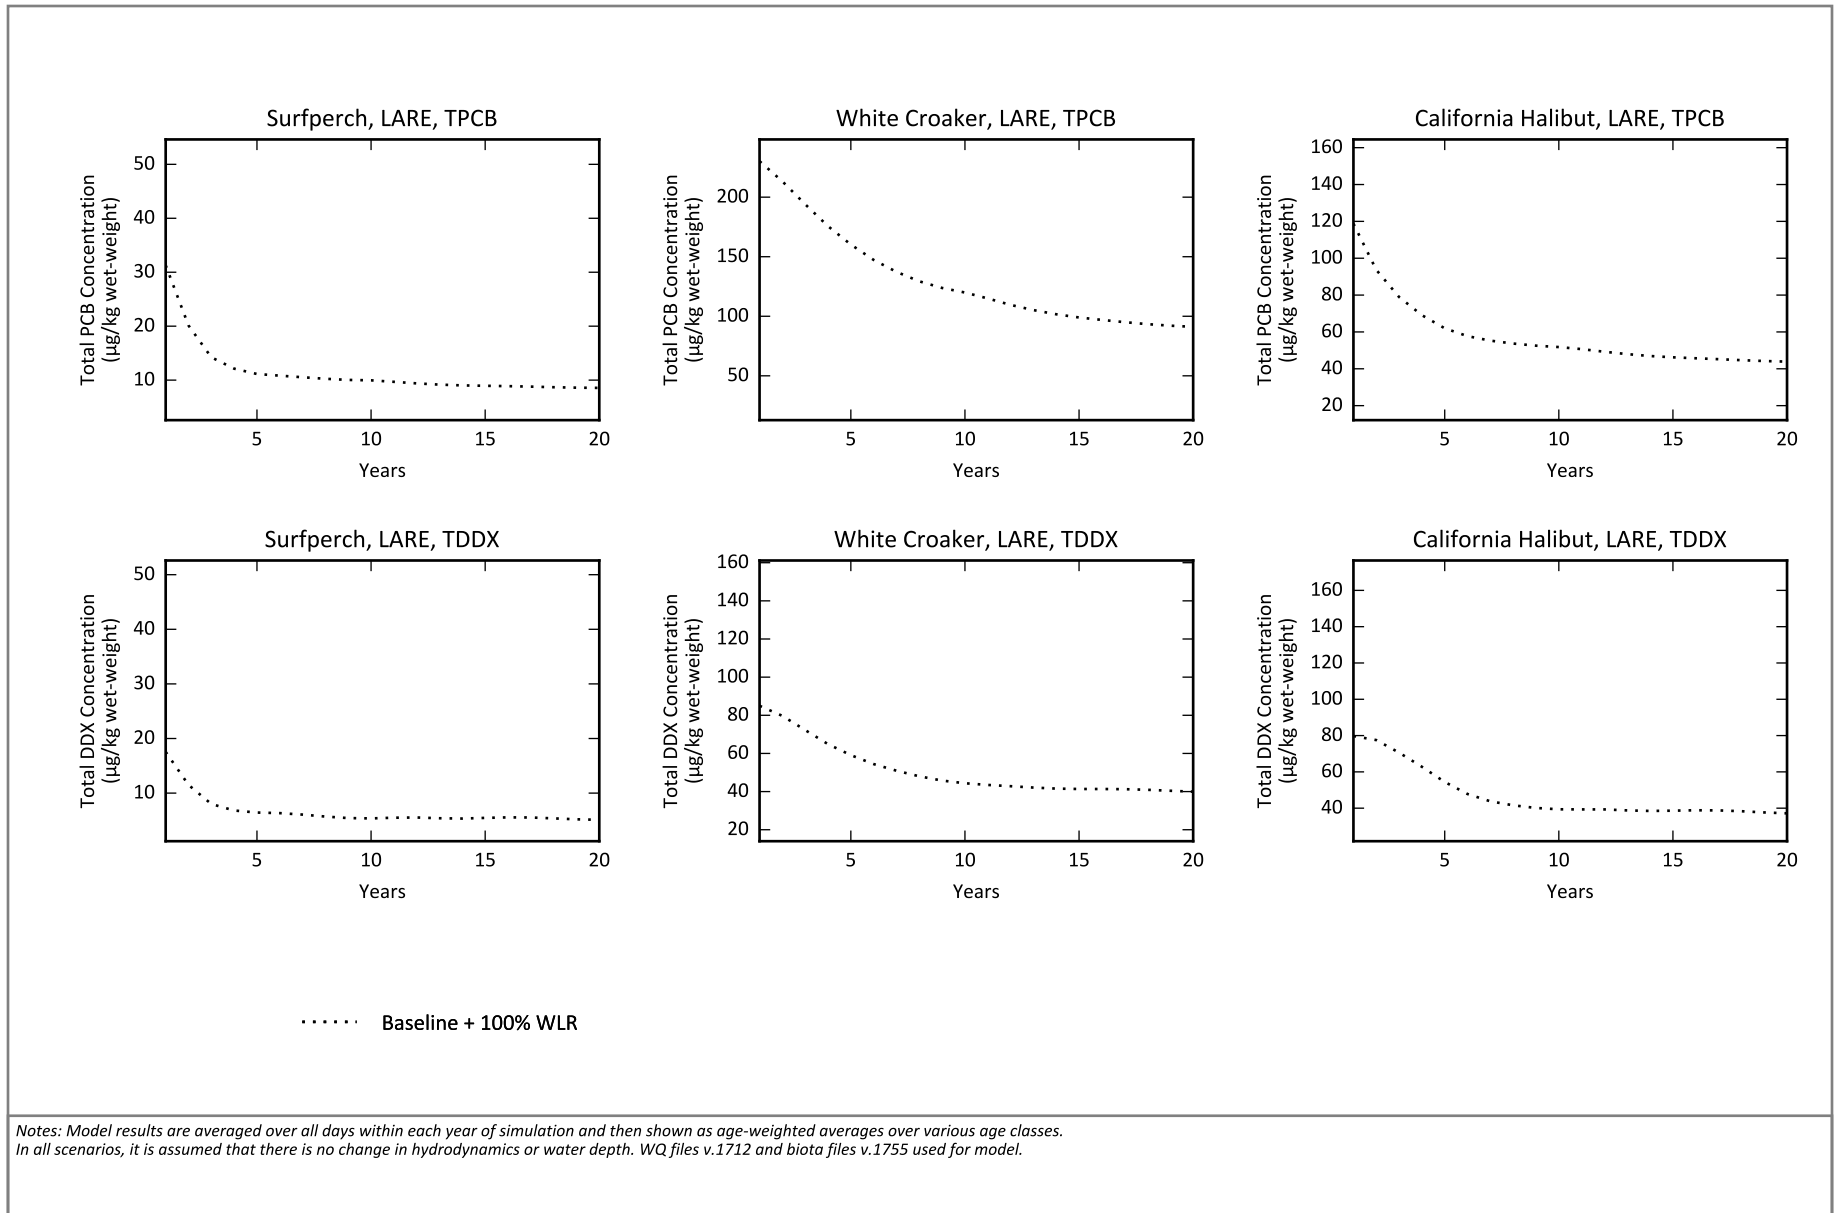 Surfperch, LARE, TPCB
Total PCB Concentration
(µg/kg wet-weight)
50
40
30
20
10
5 10 15 20
Years
White Croaker, LARE, TPCB
Total PCB Concentration
(µg/kg wet-weight)
200
150
100
50
5 10 15 20
Years
California Halibut, LARE, TPCB
Total PCB Concentration
(µg/kg wet-weight)
160
140
120
100
80
60
40
20
5 10 15 20
Years
Surfperch, LARE, TDDX
Total DDX Concentration
(µg/kg wet-weight)
50
40
30
20
10
5 10 15 20
Years
White Croaker, LARE, TDDX
Total DDX Concentration
(µg/kg wet-weight)
160
140
120
100
80
60
40
20
5 10 15 20
Years
California Halibut, LARE, TDDX
Total DDX Concentration
(µg/kg wet-weight)
160
140
120
100
80
60
40
5 10 15 20
Years
Baseline + 100% WLR
Notes: Model results are averaged over all days within each year of simulation and then shown as age-weighted averages over various age classes.
In all scenarios, it is assumed that there is no change in hydrodynamics or water depth. WQ files v.1712 and biota files v.1755 used for model.